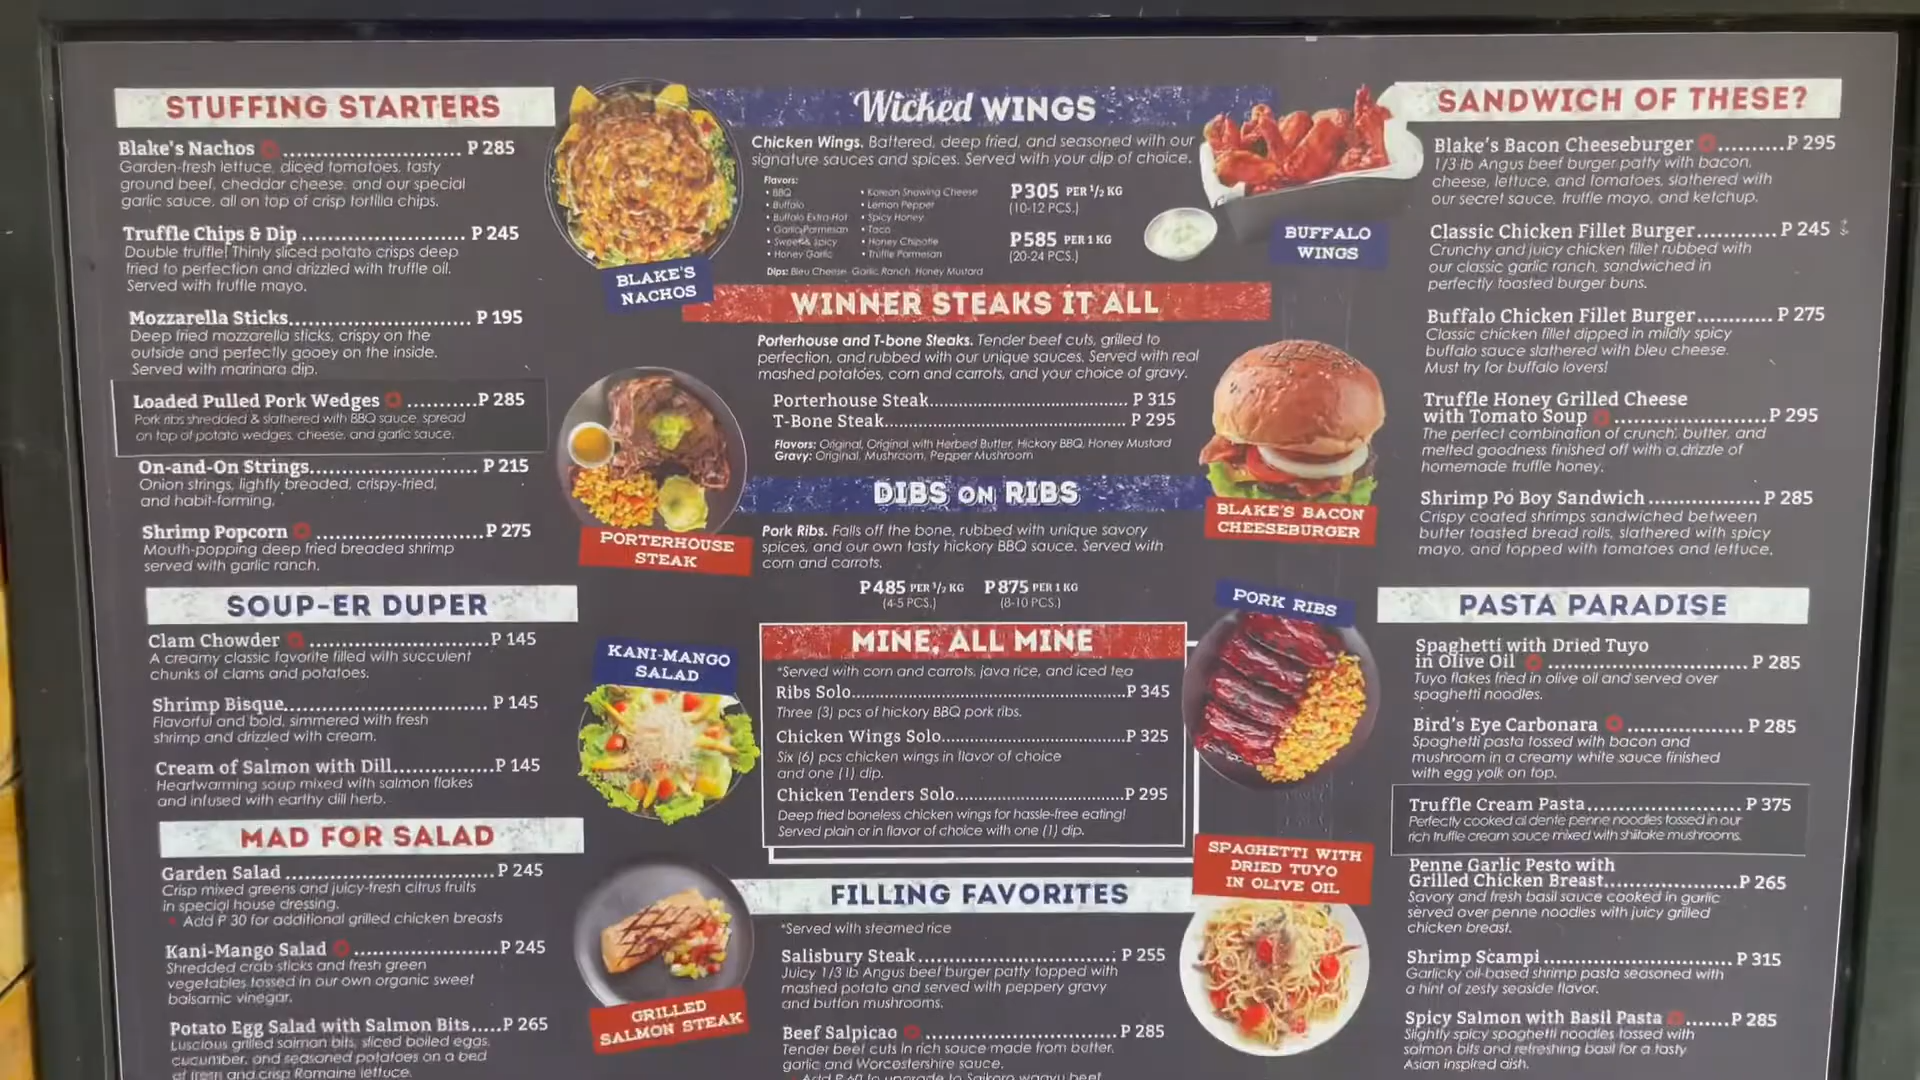 STUFFING STARTERS
Blake's Nachos P 285
Garden-fresh lettuce, diced tomatoes, tasty
ground beef, cheddar cheese, and our special
garlic sauce, all on top of crisp tortilla chips.
Truffle Chips & Dip P 245
Double truffle! Thinly sliced potato crisps deep
fried to perfection and drizzled with truffle oil.
Served with truffle mayo.
Mozzarella Sticks P 195
Deep fried mozzarella sticks, crispy on the
outside and perfectly gooey on the inside.
Served with marinara dip.
Loaded Pulled Pork Wedges P 285
Pork ribs shredded & slathered with BBQ sauce, spread
on top of potato wedges, cheese, and garlic sauce.
On-and-On Strings P 215
Onion strings, lightly breaded, crispy-fried,
and habit-forming.
Shrimp Popcorn P 275
Mouth-popping deep fried breaded shrimp
served with garlic ranch.
SOUP-ER DUPER
Clam Chowder P 145
A creamy classic favorite filled with succulent
chunks of clams and potatoes.
Shrimp Bisque P 145
Flavorful and bold, simmered with fresh
shrimp and drizzled with cream.
Cream of Salmon with Dill P 145
Heartwarming soup mixed with salmon flakes
and infused with earthy dill herb.
MAD FOR SALAD
Garden Salad P 245
Crisp mixed greens and juicy-fresh citrus fruits
in special house dressing.
Add P 30 for additional grilled chicken breasts
Kani-Mango Salad P 245
Shredded crab sticks and fresh green
vegetables tossed in our own organic sweet
balsamic vinegar.
Potato Egg Salad with Salmon Bits P 265
Luscious grilled salmon bits, sliced boiled eggs,
cucumber, and seasoned potatoes on a bed
of fresh and crisp Romaine lettuce.
BLAKE'S
NACHOS
PORTERHOUSE
STEAK
KANI-MANGO
SALAD
GRILLED
SALMON STEAK
Wicked WINGS
Chicken Wings. Battered, deep fried, and seasoned with our
signature sauces and spices. Served with your dip of choice.
Flavors:
• BBQ
• Buffalo
• Buffalo Extra-Hot
• Garlic Parmesan
• Sweet & Spicy
• Honey Garlic
• Korean Snowing Cheese
• Lemon Pepper
• Spicy Honey
• Taco
• Honey Chipotle
• Truffle Parmesan
P305 PER 1/2 KG
(10-12 PCS.)
P585 PER 1 KG
(20-24 PCS.)
Dips: Bleu Cheese, Garlic Ranch, Honey Mustard
WINNER STEAKS IT ALL
Porterhouse and T-bone Steaks. Tender beef cuts, grilled to
perfection, and rubbed with our unique sauces. Served with real
mashed potatoes, corn and carrots, and your choice of gravy.
Porterhouse Steak P 315
T-Bone Steak P 295
Flavors: Original, Original with Herbed Butter, Hickory BBQ, Honey Mustard
Gravy: Original, Mushroom, Pepper Mushroom
DIBS ON RIBS
Pork Ribs. Falls off the bone, rubbed with unique savory
spices, and our own tasty hickory BBQ sauce. Served with
corn and carrots.
P485 PER 1/2 KG P875 PER 1 KG
(4-5 PCS.) (8-10 PCS.)
MINE, ALL MINE
*Served with corn and carrots, java rice, and iced tea
Ribs Solo P 345
Three (3) pcs of hickory BBQ pork ribs.
Chicken Wings Solo P 325
Six (6) pcs chicken wings in flavor of choice
and one (1) dip.
Chicken Tenders Solo P 295
Deep fried boneless chicken wings for hassle-free eating!
Served plain or in flavor of choice with one (1) dip.
FILLING FAVORITES
*Served with steamed rice
Salisbury Steak P 255
Juicy 1/3 lb Angus beef burger patty topped with
mashed potato and served with peppery gravy
and button mushrooms.
Beef Salpicao P 285
Tender beef cuts in rich sauce made from butter,
garlic and Worcestershire sauce.
Add P 60 to upgrade to Saikoro wagyu beef
BUFFALO
WINGS
BLAKE'S BACON
CHEESEBURGER
PORK RIBS
SPAGHETTI WITH
DRIED TUYO
IN OLIVE OIL
SANDWICH OF THESE?
Blake's Bacon Cheeseburger P 295
1/3 lb Angus beef burger patty with bacon,
cheese, lettuce, and tomatoes, slathered with
our secret sauce, truffle mayo, and ketchup.
Classic Chicken Fillet Burger P 245
Crunchy and juicy chicken fillet rubbed with
our classic garlic ranch, sandwiched in
perfectly toasted burger buns.
Buffalo Chicken Fillet Burger P 275
Classic chicken fillet dipped in mildly spicy
buffalo sauce slathered with bleu cheese.
Must try for buffalo lovers!
Truffle Honey Grilled Cheese
with Tomato Soup P 295
The perfect combination of crunch, butter, and
melted goodness finished off with a drizzle of
homemade truffle honey.
Shrimp Po Boy Sandwich P 285
Crispy coated shrimps sandwiched between
butter toasted bread rolls, slathered with spicy
mayo, and topped with tomatoes and lettuce.
PASTA PARADISE
Spaghetti with Dried Tuyo
in Olive Oil P 285
Tuyo flakes fried in olive oil and served over
spaghetti noodles.
Bird's Eye Carbonara P 285
Spaghetti pasta tossed with bacon and
mushroom in a creamy white sauce finished
with egg yolk on top.
Truffle Cream Pasta P 375
Perfectly cooked al dente penne noodles tossed in our
rich truffle cream sauce mixed with shiitake mushrooms.
Penne Garlic Pesto with
Grilled Chicken Breast P 265
Savory and fresh basil sauce cooked in garlic
served over penne noodles with juicy grilled
chicken breast.
Shrimp Scampi P 315
Garlicky oil-based shrimp pasta seasoned with
a hint of zesty seaside flavor.
Spicy Salmon with Basil Pasta P 285
Slightly spicy spaghetti noodles tossed with
salmon bits and refreshing basil for a tasty
Asian inspired dish.